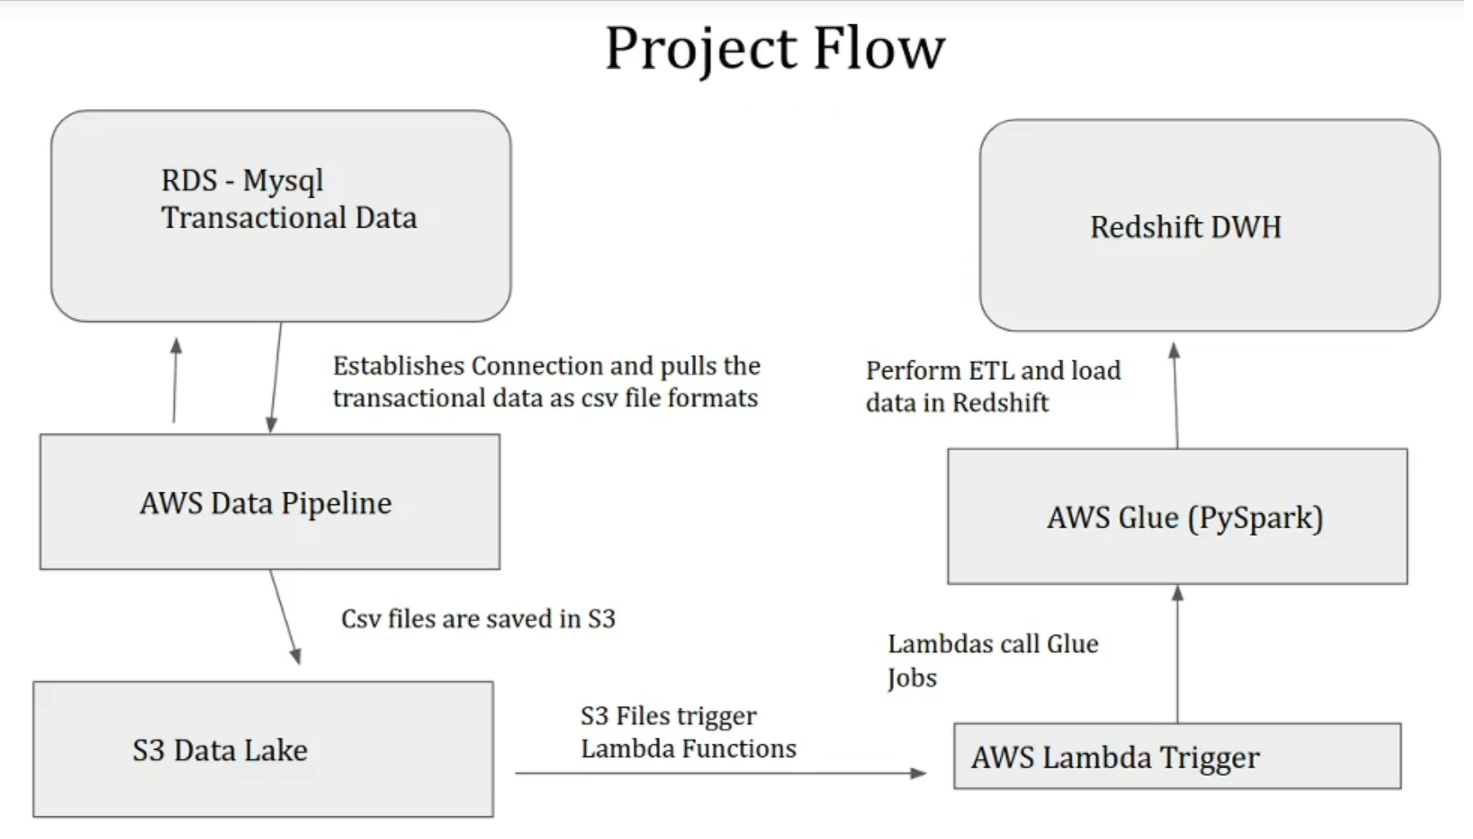 Project Flow
RDS - Mysql
Transactional Data
Establishes Connection and pulls the
transactional data as csv file formats
AWS Data Pipeline
Csv files are saved in S3
S3 Data Lake
S3 Files trigger
Lambda Functions
AWS Lambda Trigger
Lambdas call Glue
Jobs
AWS Glue (PySpark)
Perform ETL and load
data in Redshift
Redshift DWH